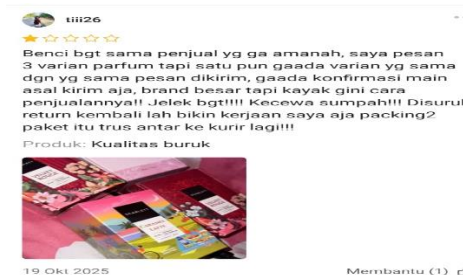 tiii26
Benci bgt sama penjual yg ga amanah, saya pesan
3 varian parfum tapi satu pun gaada varian yg sama
dgn yg sama pesan dikirim, gaada konfirmasi main
asal kirim aja, brand besar tapi kayak gini cara
penjualannya!! Jelek bgt!!!! Kecewa sumpah!!! Disuruh
return kembali lah bikin kerjaan saya aja packing2
paket itu trus antar ke kurir lagi!!!
Produk: Kualitas buruk
19 Okt 2025
Membantu (1)